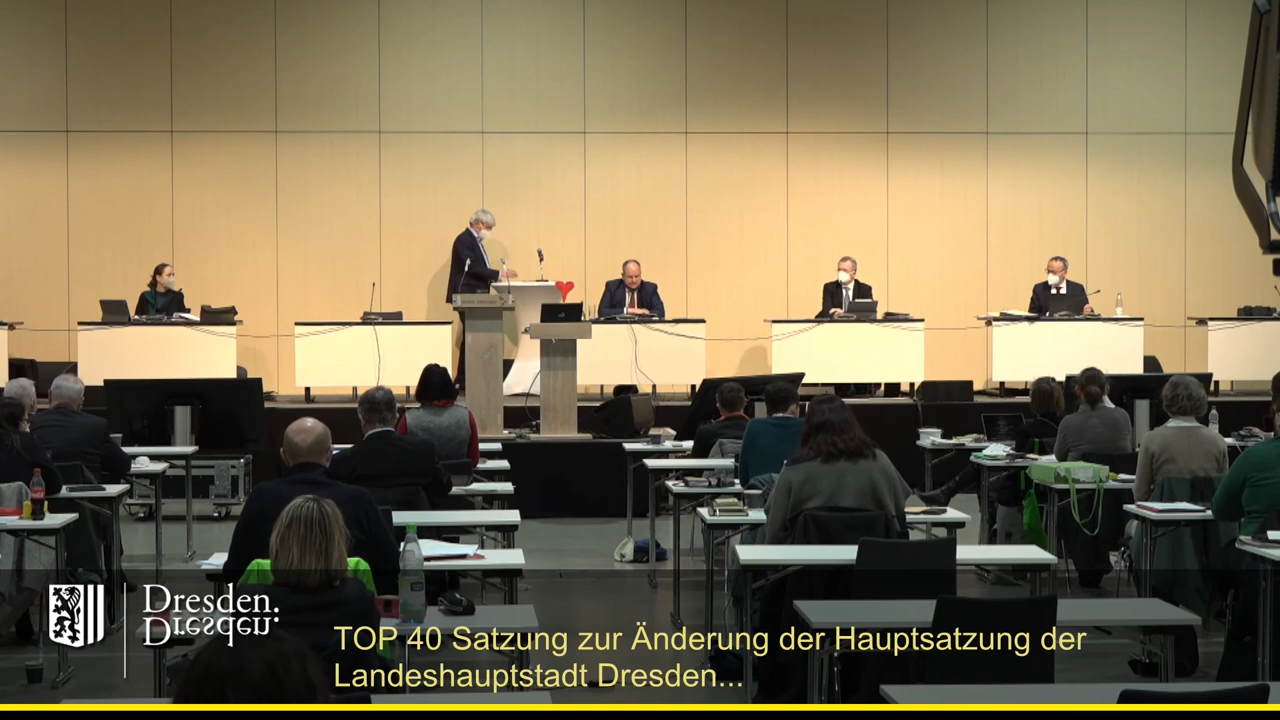 Dresden.
Dresden.
TOP 40 Satzung zur Änderung der Hauptsatzung der
Landeshauptstadt Dresden...